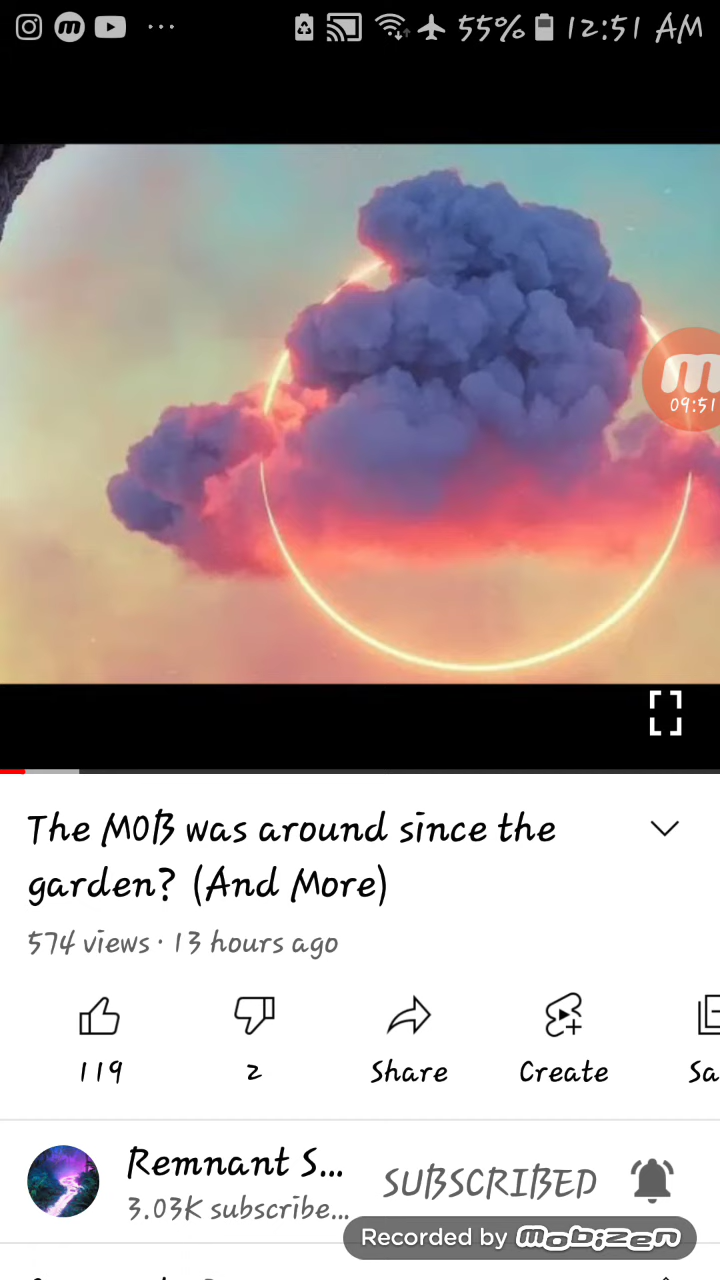 55% 12:51 AM
m
09:51
The MOB was around since the
garden? (And More)
574 views · 13 hours ago
119
2
Share
Create
Sa
Remnant S...
3.03K subscribe...
SUBSCRIBED
Recorded by mobizen